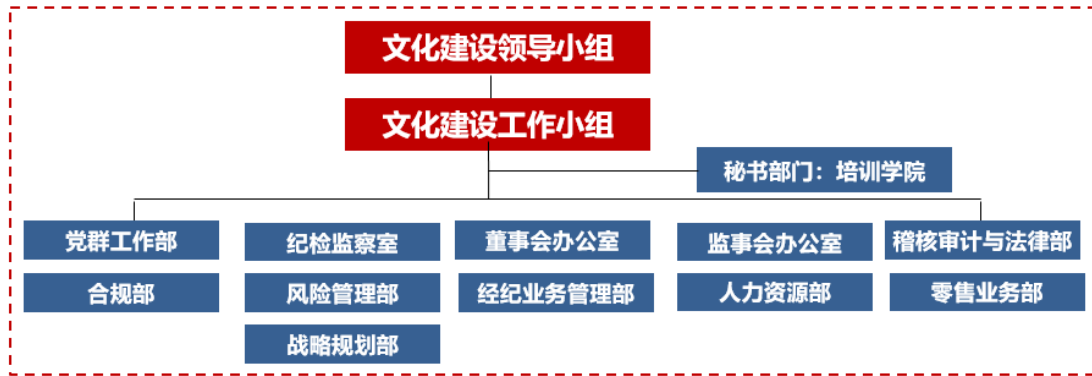 文化建设领导小组
文化建设工作小组
秘书部门：培训学院
党群工作部
纪检监察室
董事会办公室
监事会办公室
稽核审计与法律部
合规部
风险管理部
经纪业务管理部
人力资源部
零售业务部
战略规划部